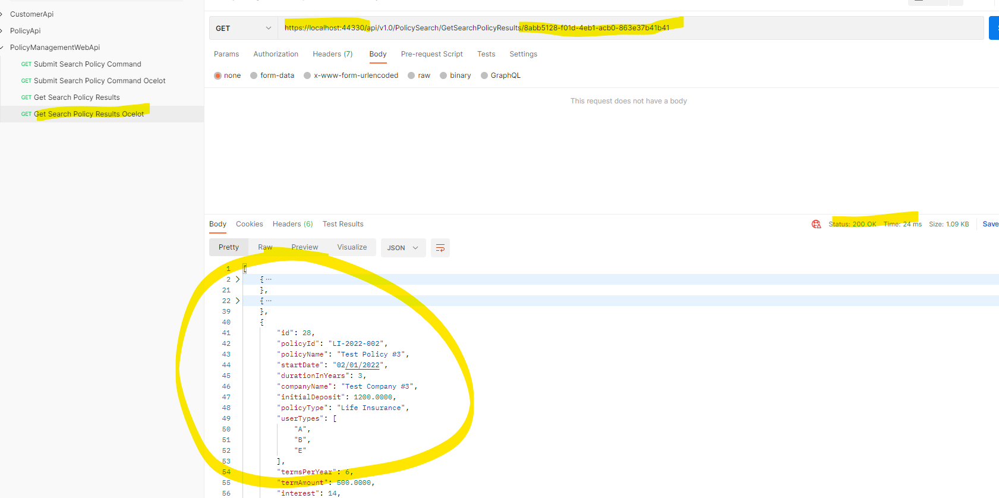 CustomerApi
PolicyApi
PolicyManagementWebApi
GET Submit Search Policy Command
GET Submit Search Policy Command Ocelot
GET Get Search Policy Results
GET Get Search Policy Results Ocelot
GET https://localhost:44330/api/v1.0/PolicySearch/GetSearchPolicyResults/8abb5128-f01d-4eb1-acb0-863e37b41b41
Params Authorization Headers (7) Body Pre-request Script Tests Settings
none form-data x-www-form-urlencoded raw binary GraphQL
This request does not have a body
Body Cookies Headers (6) Test Results Status: 200 OK Time: 24 ms Size: 1.09 KB Save
Pretty Raw Preview Visualize JSON
1 [
2 { ...
21 },
22 { ...
39 },
40 {
41 "id": 28,
42 "policyId": "LI-2022-002",
43 "policyName": "Test Policy #3",
44 "startDate": "02/01/2022",
45 "durationInYears": 3,
46 "companyName": "Test Company #3",
47 "initialDeposit": 1200.0000,
48 "policyType": "Life Insurance",
49 "userTypes": [
50 "A",
51 "B",
52 "E"
53 ],
54 "termsPerYear": 6,
55 "termAmount": 500.0000,
56 "interest": 14,